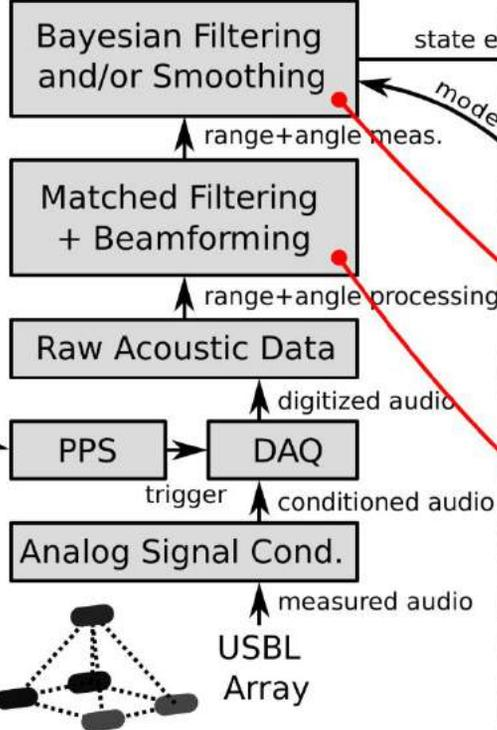 Bayesian Filtering
and/or Smoothing
state e
mode
range+angle meas.
Matched Filtering
+ Beamforming
range+angle processing
Raw Acoustic Data
digitized audio
PPS
DAQ
trigger
conditioned audio
Analog Signal Cond.
measured audio
USBL
Array